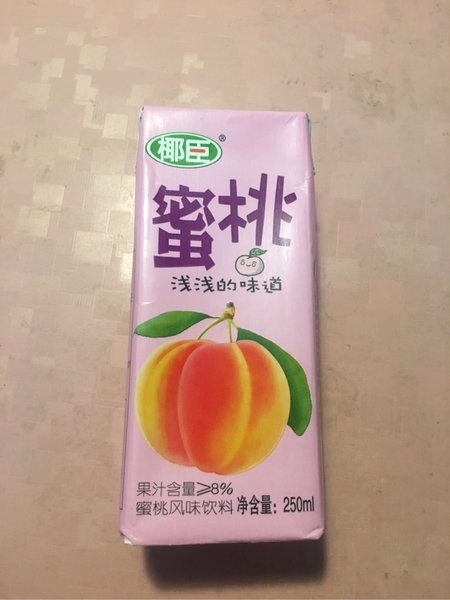 椰臣®
蜜桃
浅浅的味道
果汁含量≥8%
蜜桃风味饮料 净含量：250ml